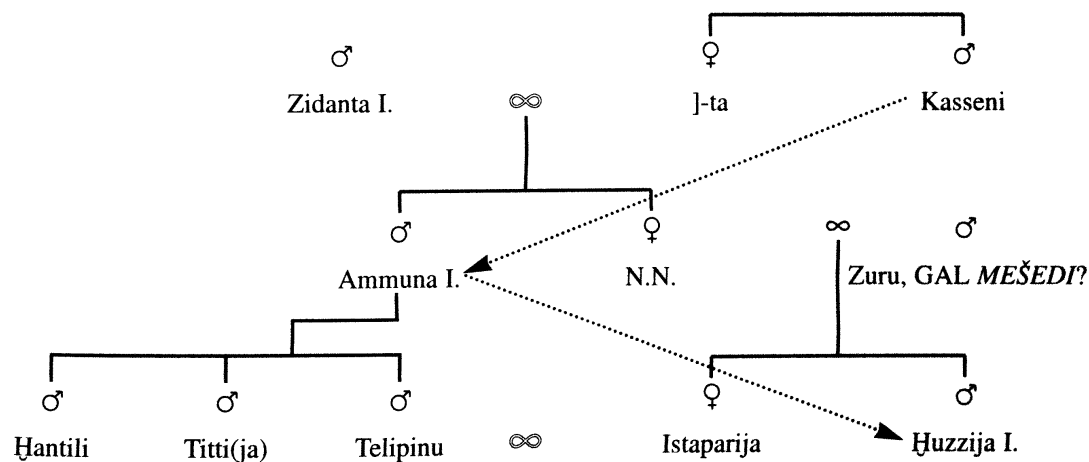 ♂ ♀ ♂
Zidanta I. ∞ ]-ta Kasseni
♂ ♀ ∞ ♂
Ammuna I. N.N. Zuru, GAL MEŠEDI?
♂ ♂ ♂ ♀ ♂
Ḫantili Titti(ja) Telipinu ∞ Istaparija Ḫuzzija I.